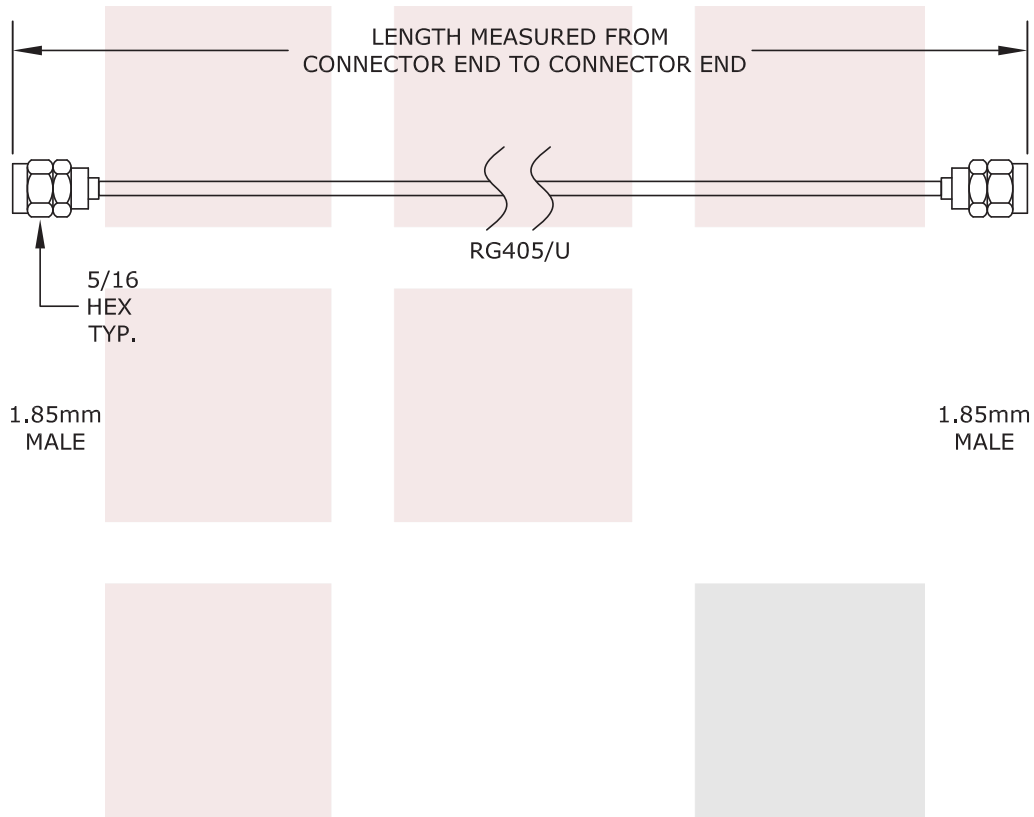 LENGTH MEASURED FROM
CONNECTOR END TO CONNECTOR END
RG405/U
5/16
HEX
TYP.
1.85mm
MALE
1.85mm
MALE